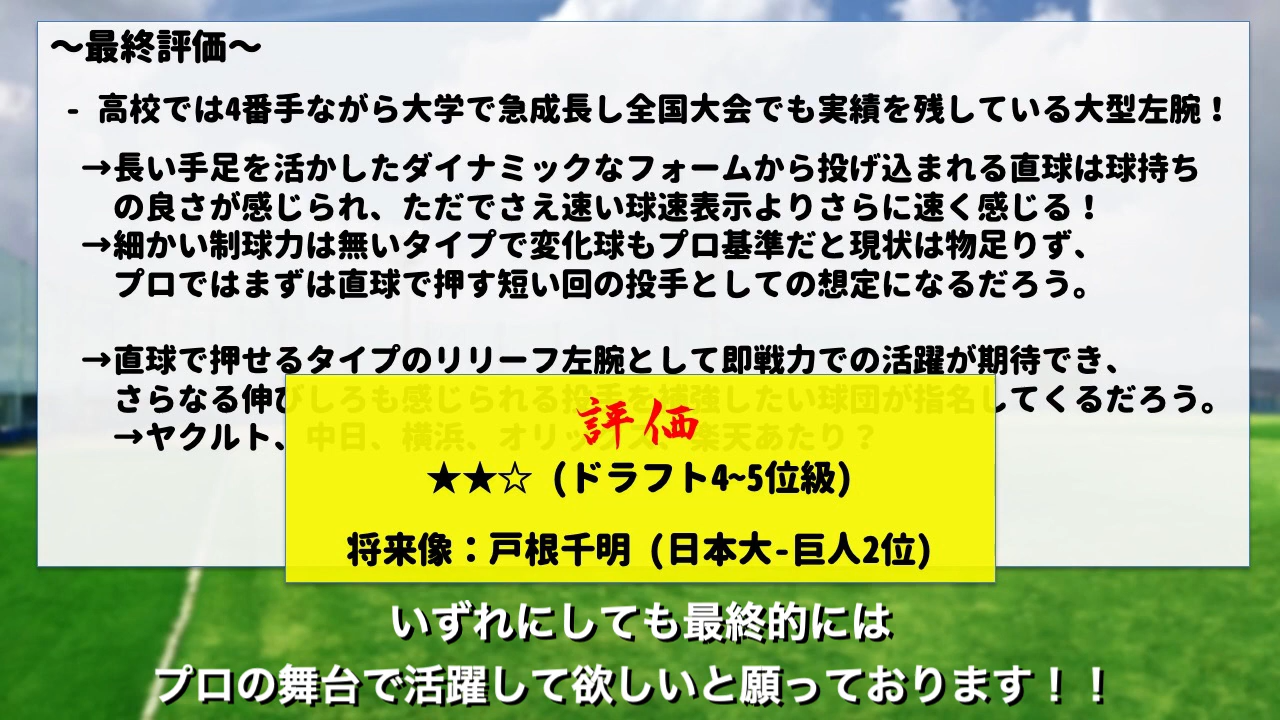 ～最終評価～
- 高校では4番手ながら大学で急成長し全国大会でも実績を残している大型左腕！
→長い手足を活かしたダイナミックなフォームから投げ込まれる直球は球持ち
の良さが感じられ、ただでさえ速い球速表示よりさらに速く感じる！
→細かい制球力は無いタイプで変化球もプロ基準だと現状は物足りず、
プロではまずは直球で押す短い回の投手としての想定になるだろう。
→直球で押せるタイプのリリーフ左腕として即戦力での活躍が期待でき、
さらなる伸びしろも感じられる投手を補強したい球団が指名してくるだろう。
→ヤクルト、中日、横浜、オリックス、楽天あたり？
評価
★★☆ (ドラフト4~5位級)
将来像：戸根千明 (日本大-巨人2位)
いずれにしても最終的には
プロの舞台で活躍して欲しいと願っております！！